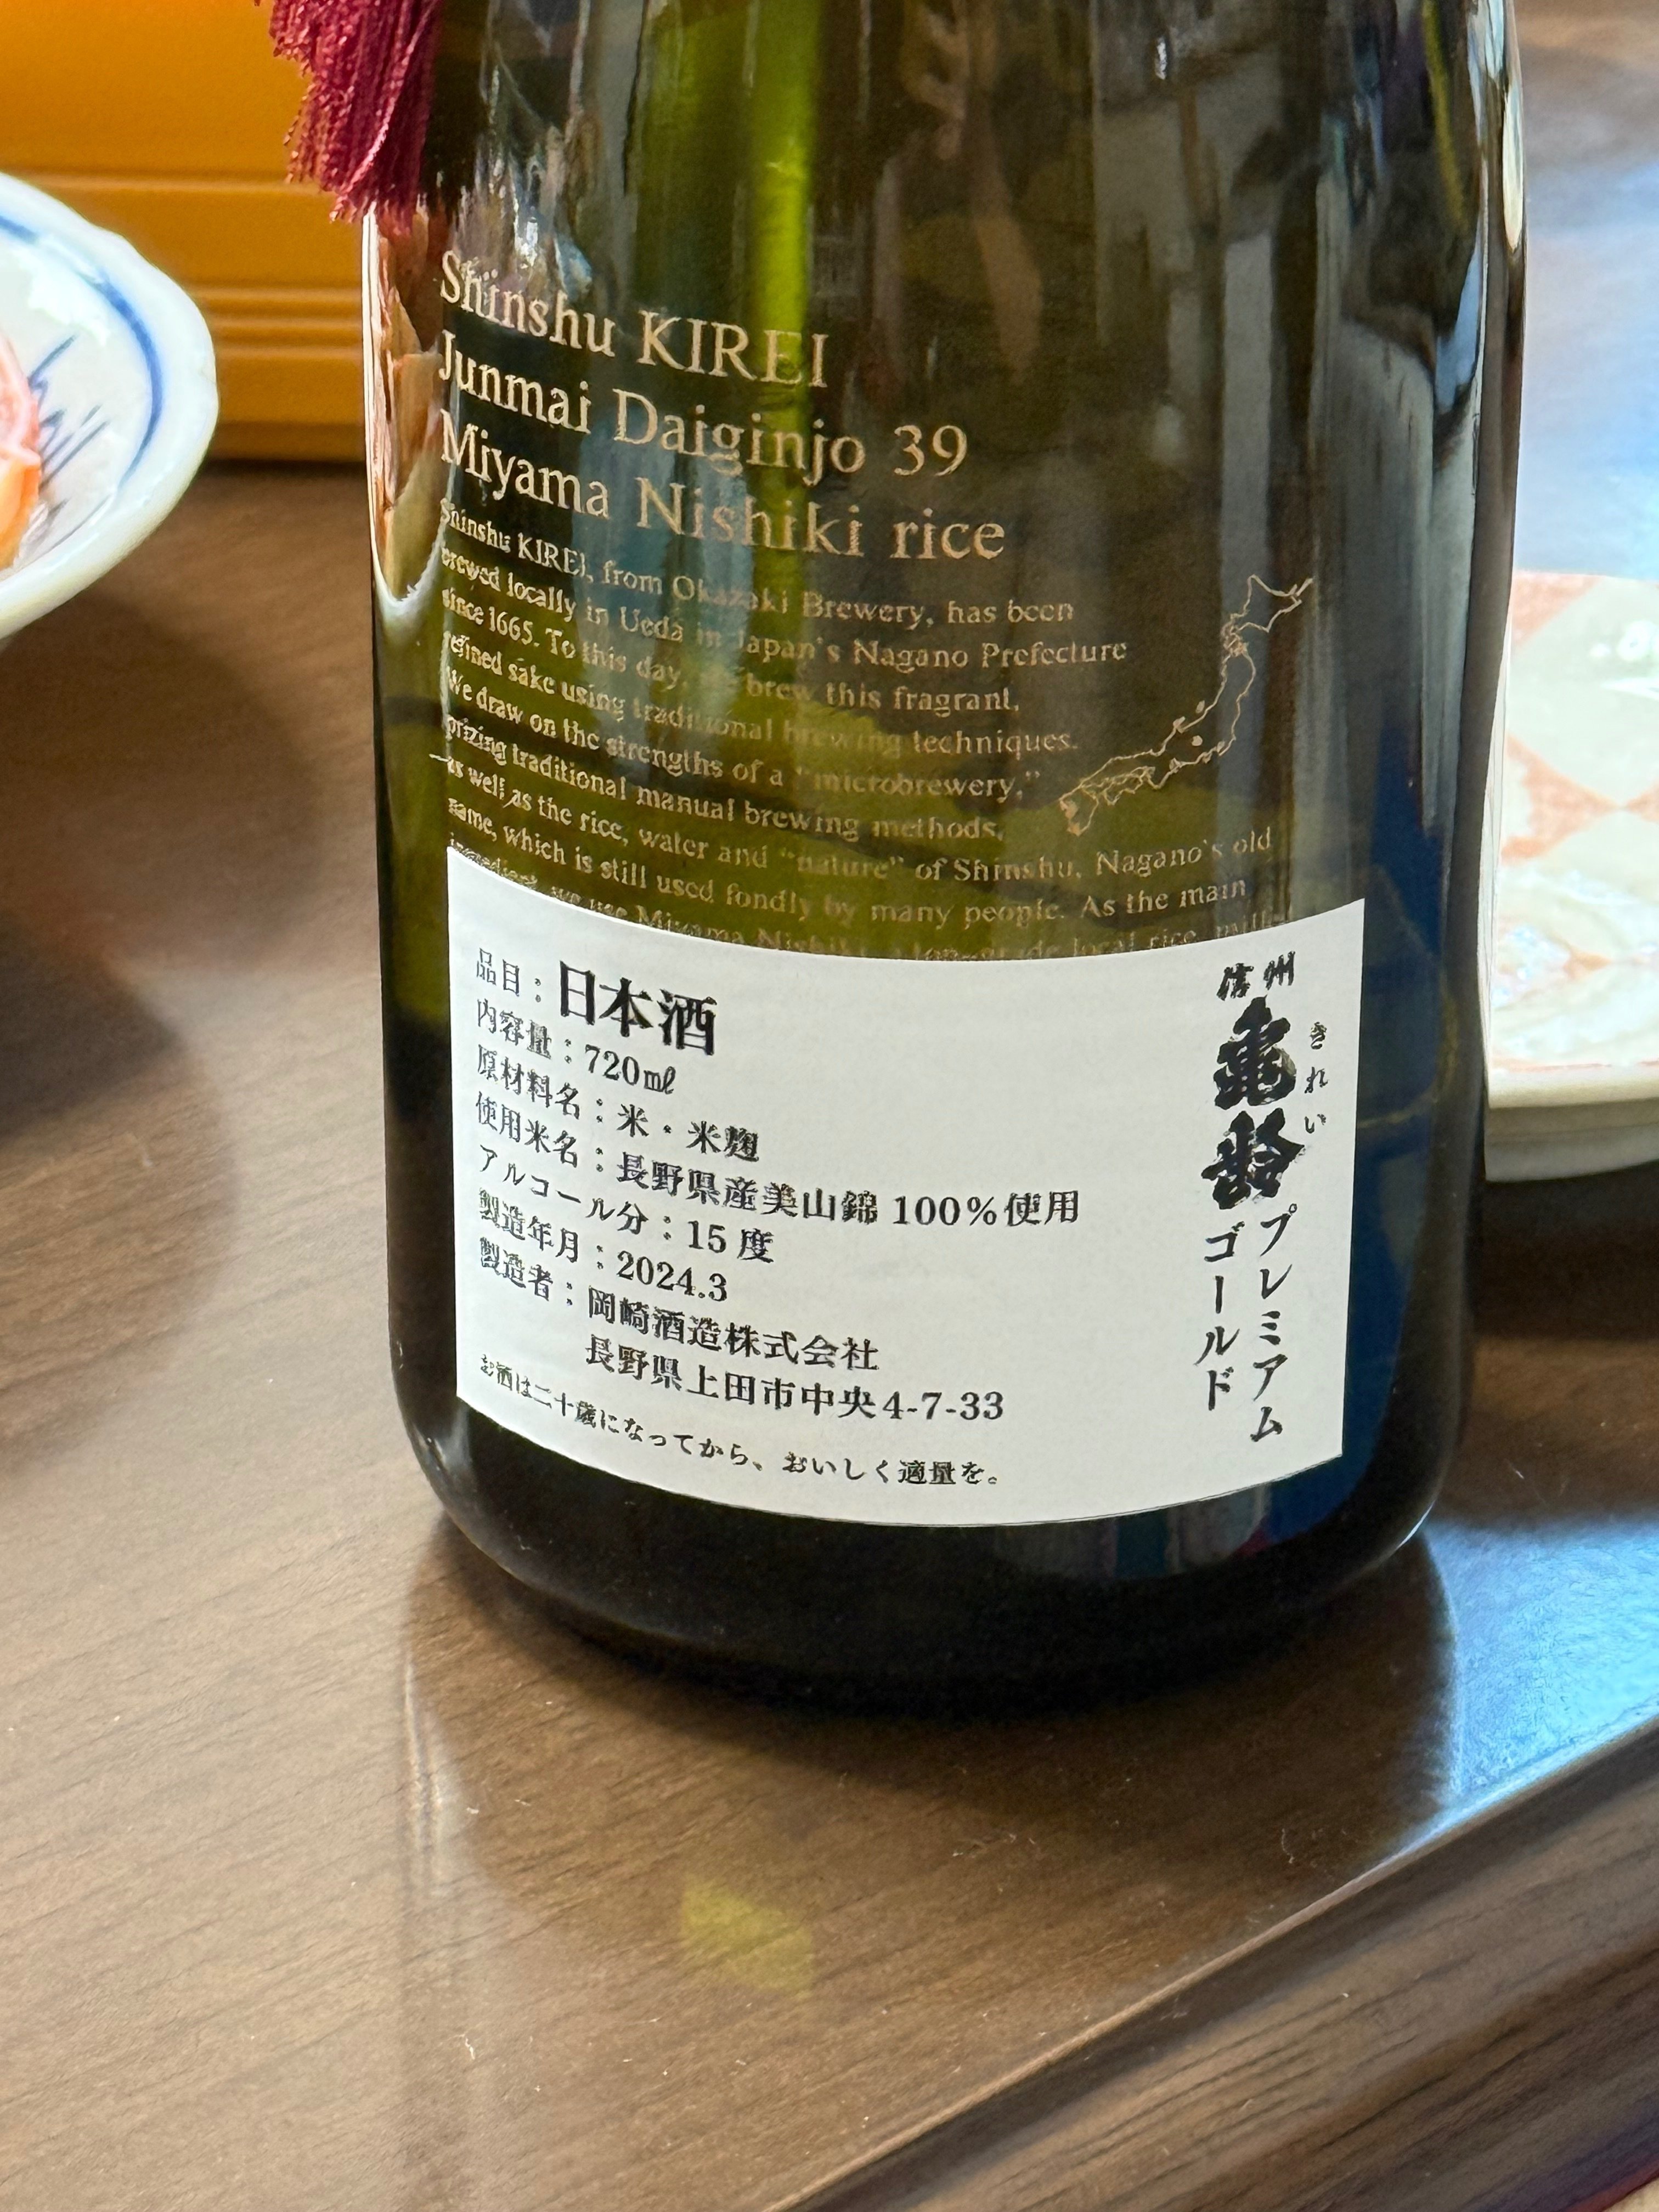 Shinshu KIREI
Junmai Daiginjo 39
Miyama Nishiki rice
Shinshu KIREI, from Okazaki Brewery, has been
brewed locally in Ueda in Japan's Nagano Prefecture
since 1665. To this day, brew this fragrant,
refined sake using traditional brewing techniques.
We draw on the strengths of a "microbrewery,"
prizing traditional manual brewing methods,
as well as the rice, water and "nature" of Shinshu, Nagano's old
name, which is still used fondly by many people. As the main
we use Miyama Nishiki local rice,
品目：日本酒
内容量：720㎖
原材料名：米・米麹
使用米名：長野県産美山錦 100%使用
アルコール分：15 度
製造年月：2024.3
製造者：岡崎酒造株式会社
長野県上田市中央4-7-33
お酒は二十歳になってから、おいしく適量を。
信州
亀齢
きれい
プレミアム
ゴールド